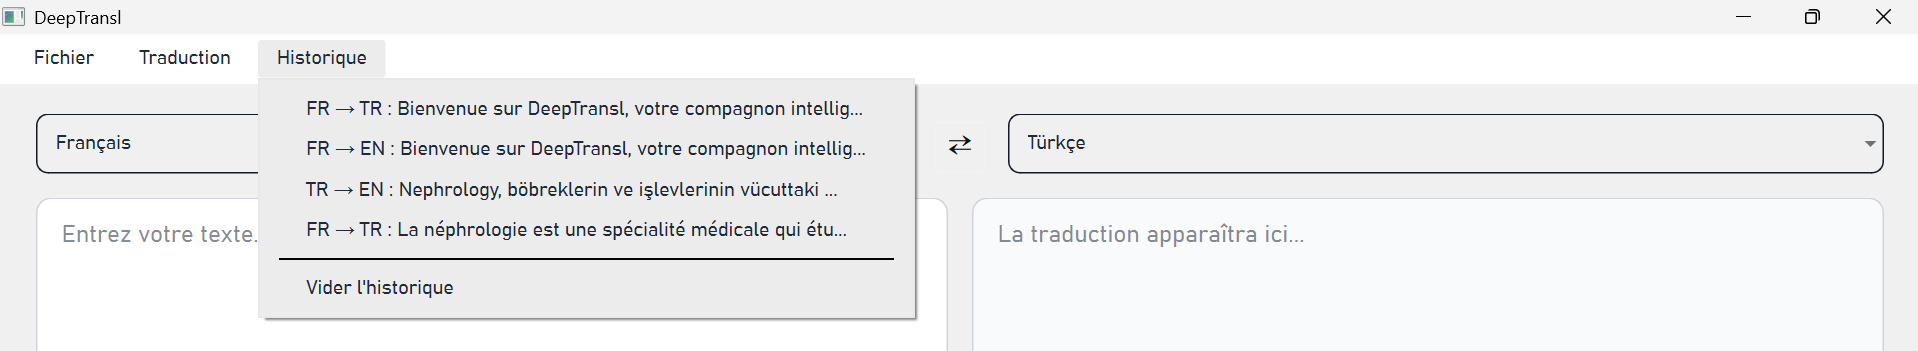 DeepTransl
Fichier Traduction Historique
FR → TR : Bienvenue sur DeepTransl, votre compagnon intellig...
FR → EN : Bienvenue sur DeepTransl, votre compagnon intellig...
TR → EN : Nephrology, böbreklerin ve işlevlerinin vücuttaki ...
FR → TR : La néphrologie est une spécialité médicale qui étu...
Vider l'historique
Français
Türkçe
Entrez votre texte.
La traduction apparaîtra ici...